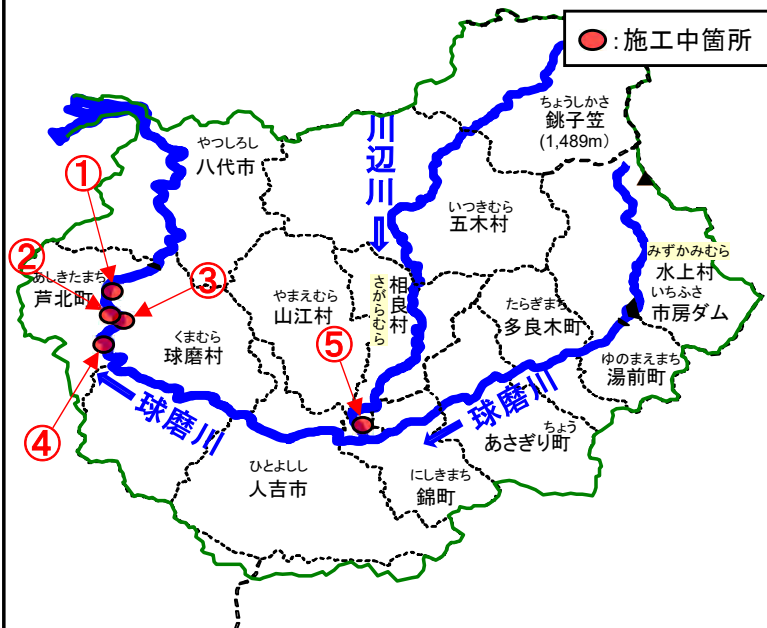 ：施工中箇所
ちょうしかさ
銚子笠
(1,489m）
やつしろし
八代市
川辺川
⇩
①
いつきむら
五木村
②
あしきたまち
芦北町
③
やまえむら
山江村
相良村
さがらむら
みずかみむら
水上村
いちふさ
市房ダム
たらぎまち
多良木町
くまむら
球磨村
ゆのまえまち
湯前町
⑤
④
球磨川
球磨川
ちょう
あさぎり町
ひとよしし
人吉市
にしきまち
錦町